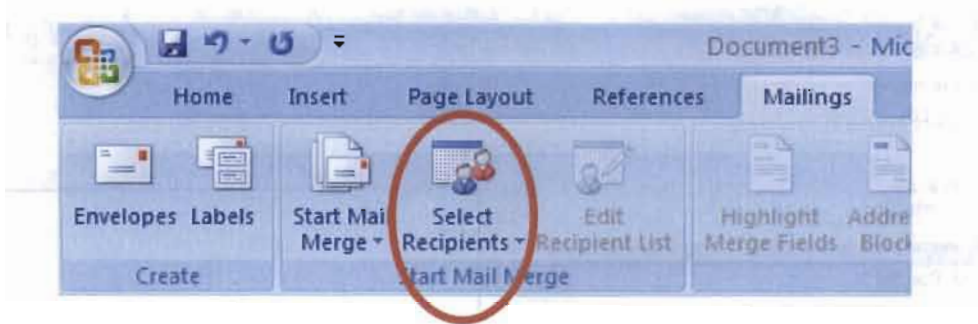 Document3 - Mic
Home Insert Page Layout References Mailings
Envelopes Labels Start Mai Select Edit Highlight Addre
Merge Recipients Recipient List Merge Fields Block
Create Start Mail Merge